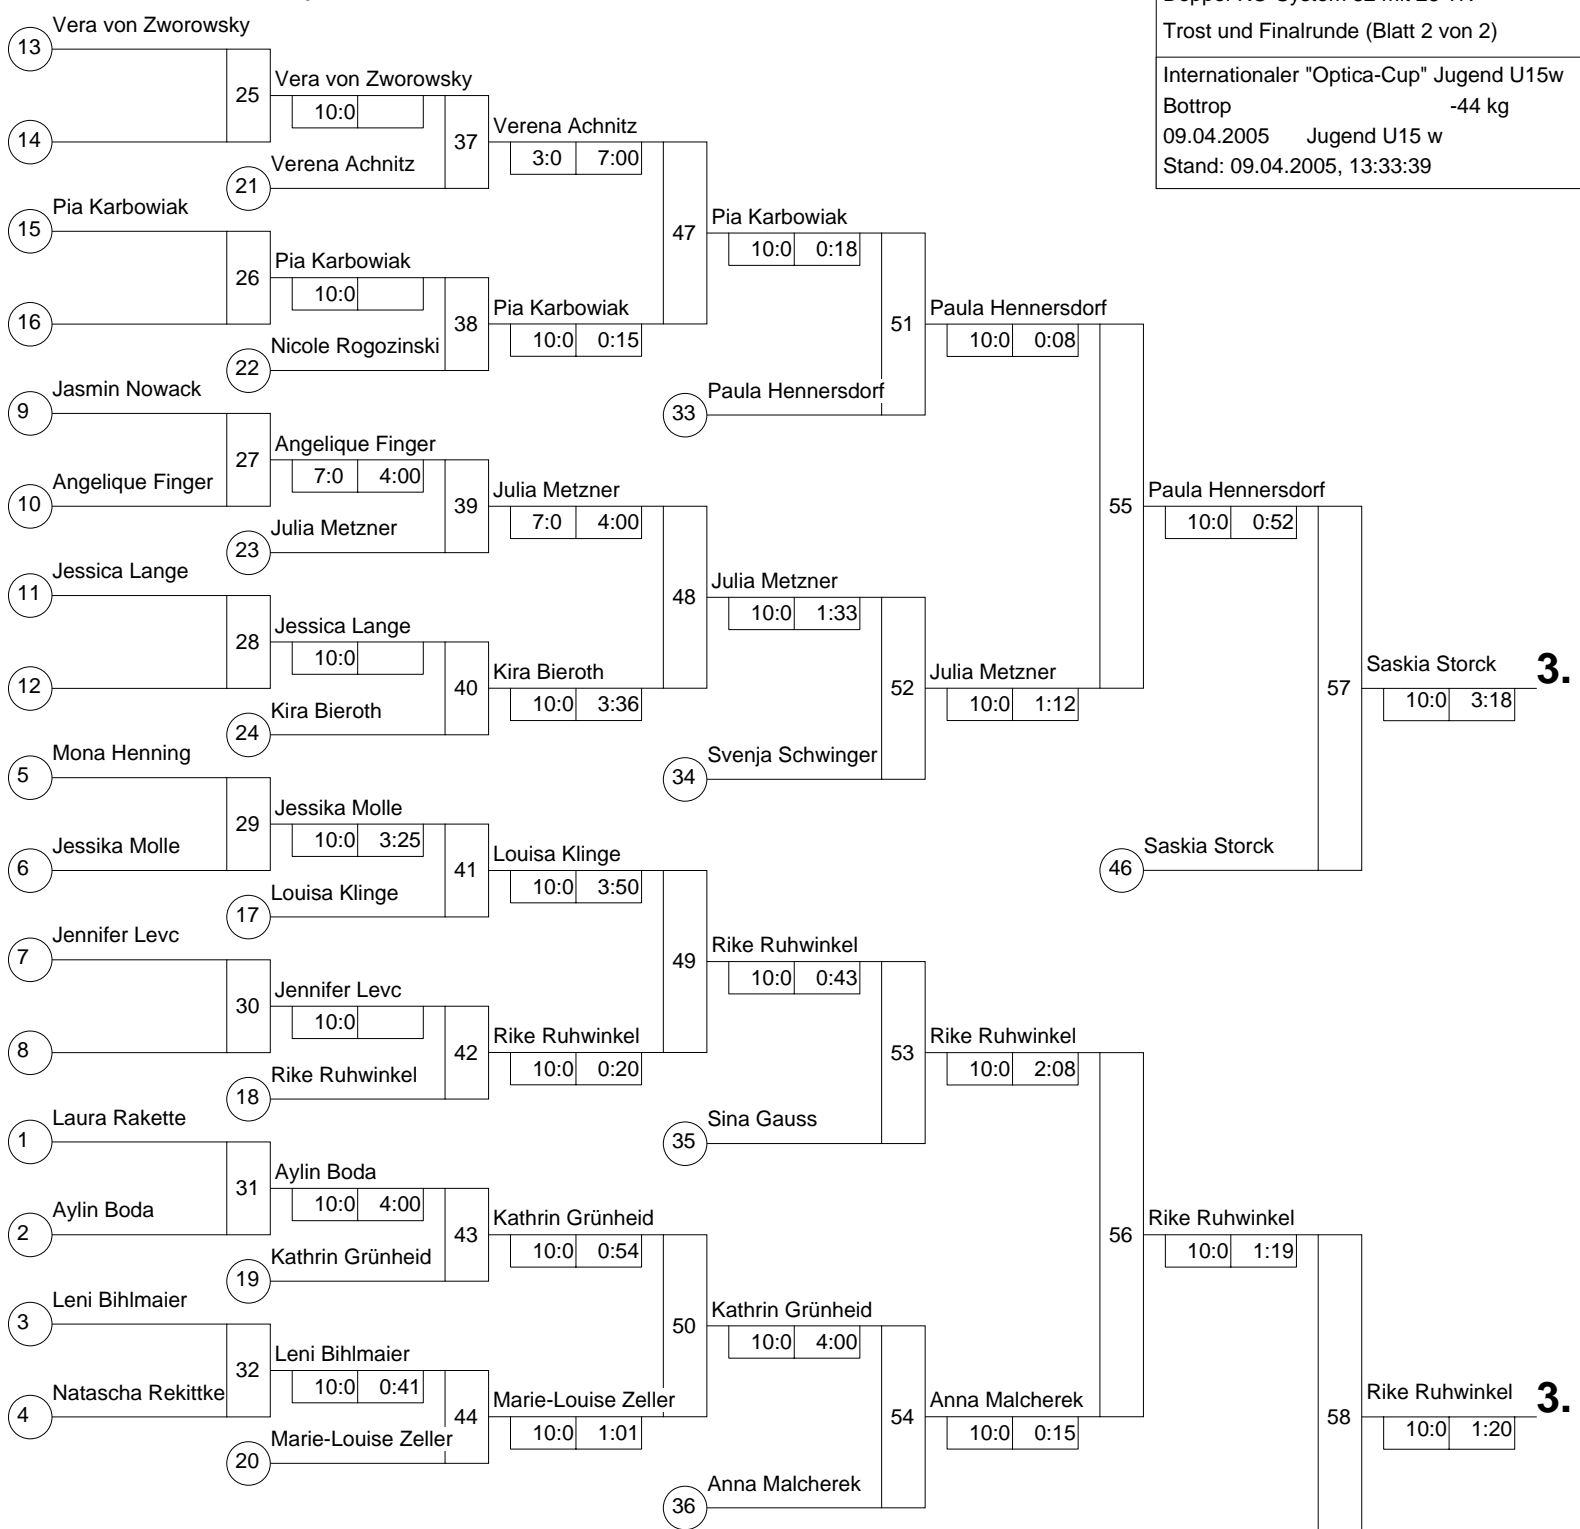 Trost und Finalrunde (Blatt 2 von 2)
Internationaler "Optica-Cup" Jugend U15w
Bottrop -44 kg
09.04.2005 Jugend U15 w
Stand: 09.04.2005, 13:33:39
13 Vera von Zworowsky
14
25 Vera von Zworowsky
10:0
21 Verena Achnitz
37 Verena Achnitz
3:0 7:00
15 Pia Karbowiak
16
26 Pia Karbowiak
10:0
22 Nicole Rogozinski
38 Pia Karbowiak
10:0 0:15
47 Pia Karbowiak
10:0 0:18
33 Paula Hennersdorf
51 Paula Hennersdorf
10:0 0:08
9 Jasmin Nowack
10 Angelique Finger
27 Angelique Finger
7:0 4:00
23 Julia Metzner
39 Julia Metzner
7:0 4:00
11 Jessica Lange
12
28 Jessica Lange
10:0
24 Kira Bieroth
40 Kira Bieroth
10:0 3:36
48 Julia Metzner
10:0 1:33
34 Svenja Schwinger
52 Julia Metzner
10:0 1:12
55 Paula Hennersdorf
10:0 0:52
46 Saskia Storck
57 Saskia Storck 3.
10:0 3:18
5 Mona Henning
6 Jessika Molle
29 Jessika Molle
10:0 3:25
17 Louisa Klinge
41 Louisa Klinge
10:0 3:50
7 Jennifer Levc
8
30 Jennifer Levc
10:0
18 Rike Ruhwinkel
42 Rike Ruhwinkel
10:0 0:20
49 Rike Ruhwinkel
10:0 0:43
35 Sina Gauss
53 Rike Ruhwinkel
10:0 2:08
1 Laura Rakette
2 Aylin Boda
31 Aylin Boda
10:0 4:00
19 Kathrin Grünheid
43 Kathrin Grünheid
10:0 0:54
3 Leni Bihlmaier
4 Natascha Rekittke
32 Leni Bihlmaier
10:0 0:41
20 Marie-Louise Zeller
44 Marie-Louise Zeller
10:0 1:01
50 Kathrin Grünheid
10:0 4:00
36 Anna Malcherek
54 Anna Malcherek
10:0 0:15
56 Rike Ruhwinkel
10:0 1:19
58 Rike Ruhwinkel 3.
10:0 1:20